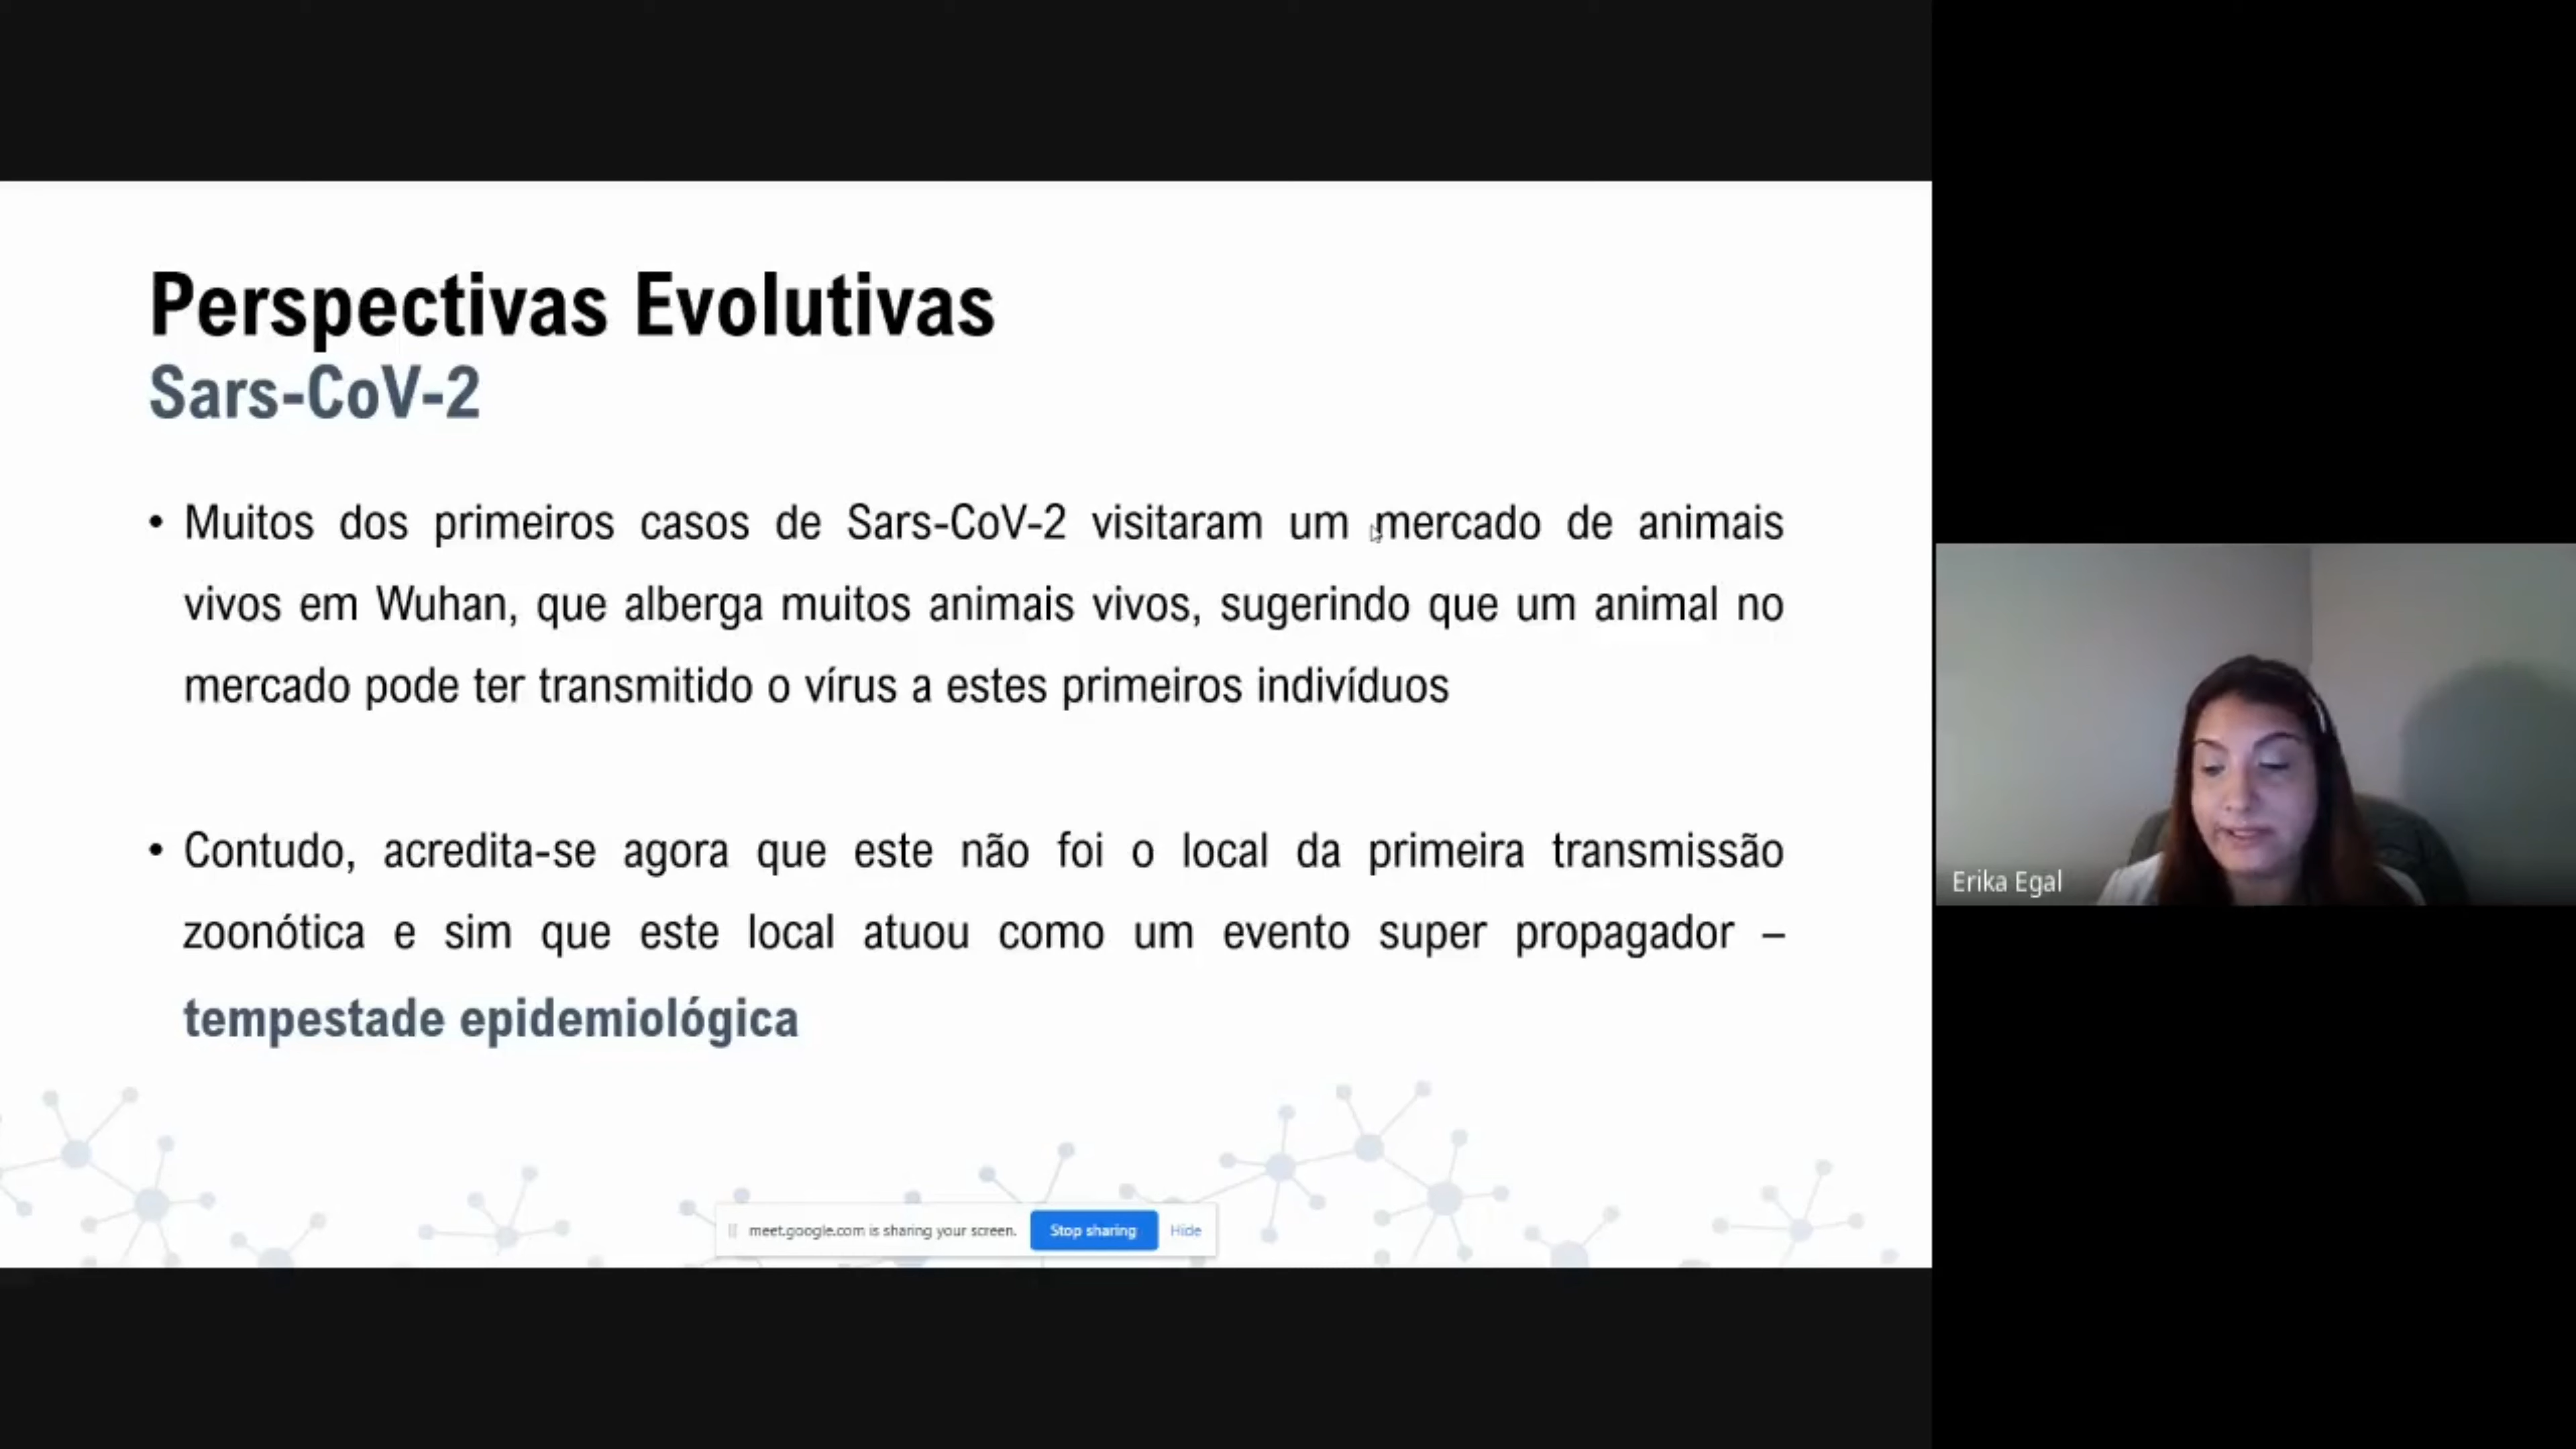 Perspectivas Evolutivas
Sars-CoV-2
• Muitos dos primeiros casos de Sars-CoV-2 visitaram um mercado de animais
vivos em Wuhan, que alberga muitos animais vivos, sugerindo que um animal no
mercado pode ter transmitido o vírus a estes primeiros indivíduos
• Contudo, acredita-se agora que este não foi o local da primeira transmissão
zoonótica e sim que este local atuou como um evento super propagador –
tempestade epidemiológica
meet.google.com is sharing your screen. Stop sharing Hide
Erika Egal